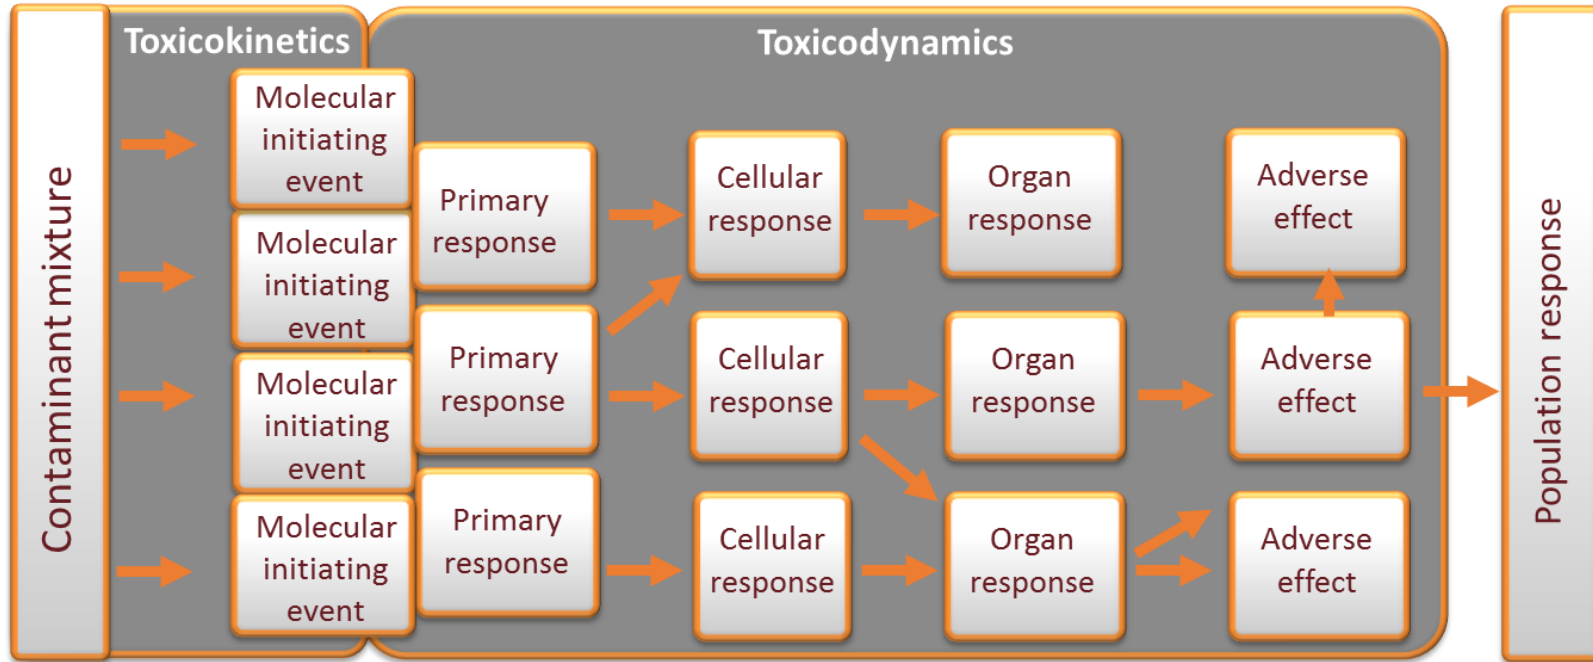 Contaminant mixture
Toxicokinetics
Toxicodynamics
Molecular
initiating
event
Molecular
initiating
event
Molecular
initiating
event
Molecular
initiating
event
Primary
response
Primary
response
Primary
response
Cellular
response
Cellular
response
Cellular
response
Organ
response
Organ
response
Organ
response
Adverse
effect
Adverse
effect
Adverse
effect
Population response